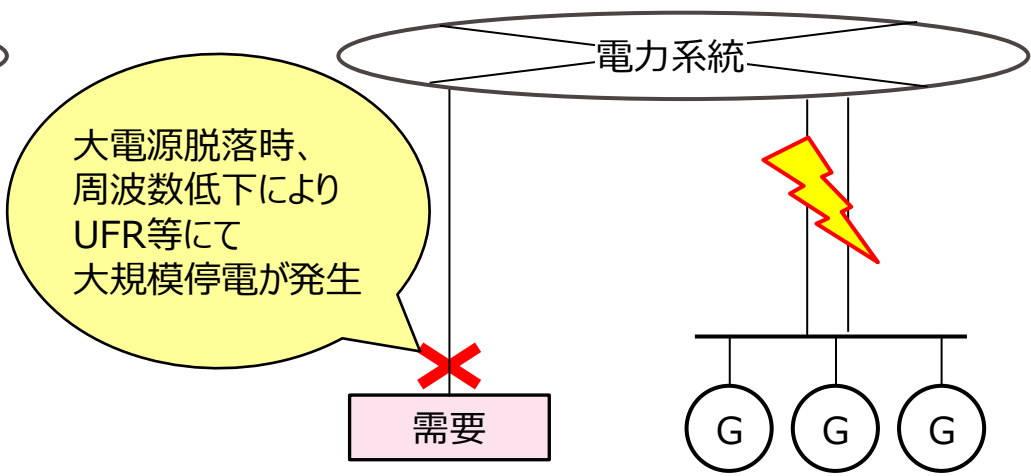 電力系統
大電源脱落時、
周波数低下により
UFR等にて
大規模停電が発生
需要
G G G